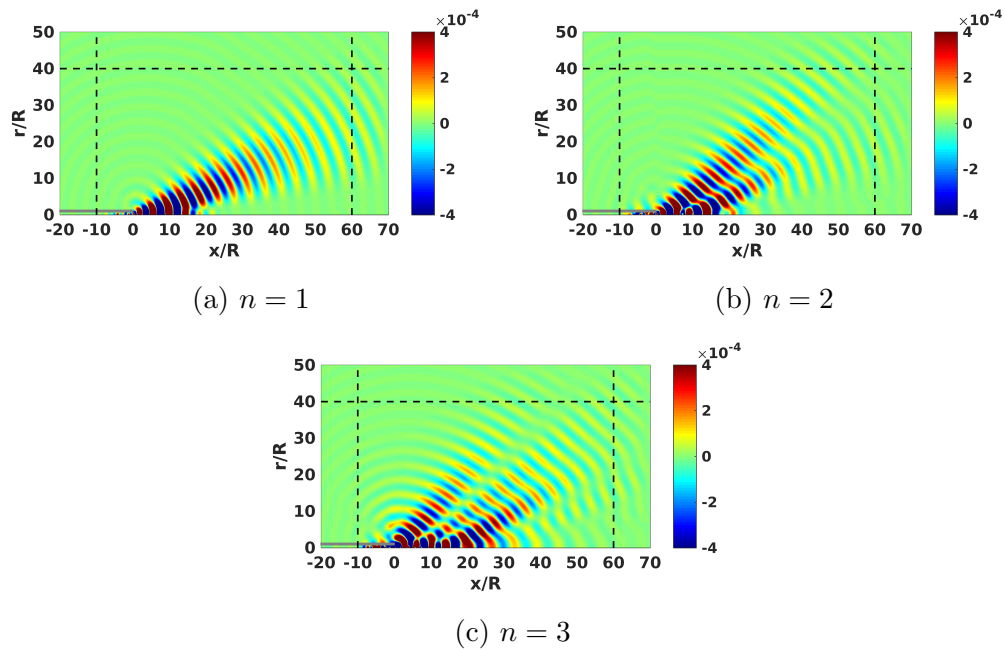 ×10⁻⁴ ×10⁻⁴
50 4 50 4
40 40
30 2 30 2
r/R 0 r/R 0
20 20
10 -2 10 -2
0 -4 0 -4
-20 -10 0 10 20 30 40 50 60 70 -20 -10 0 10 20 30 40 50 60 70
x/R x/R
(a) n = 1 (b) n = 2
×10⁻⁴
50 4
40
30 2
r/R 0
20
10 -2
0 -4
-20 -10 0 10 20 30 40 50 60 70
x/R
(c) n = 3